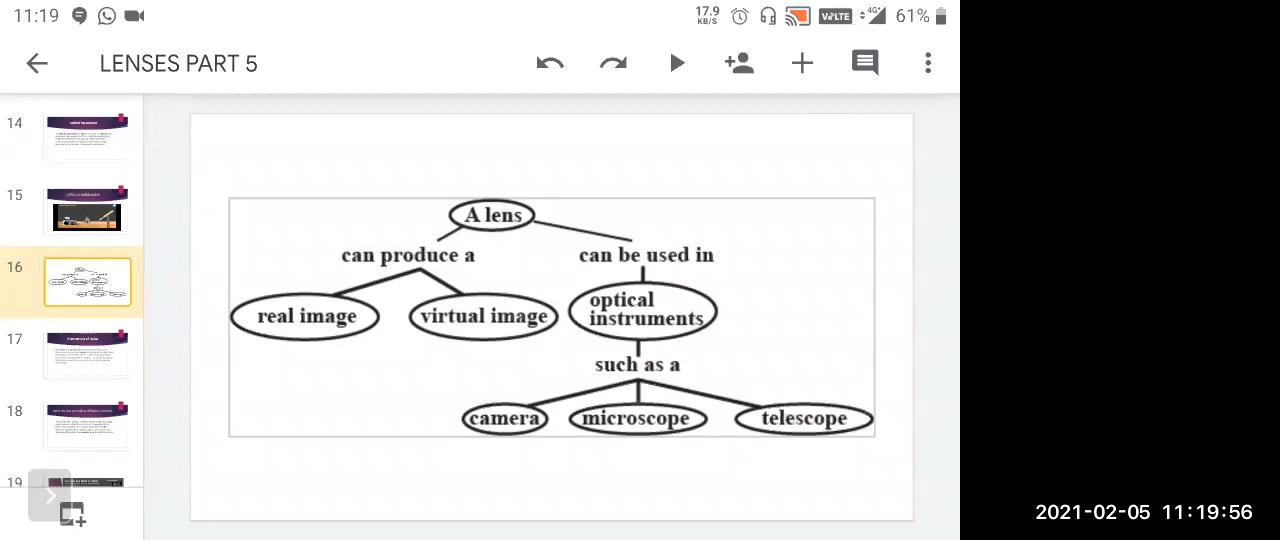 11:19
17.9
KB/S
VoLTE
4G+
61%
LENSES PART 5
14
15
16
17
18
19
A lens
can produce a
can be used in
real image
virtual image
optical
instruments
such as a
camera
microscope
telescope
2021-02-05 11:19:56